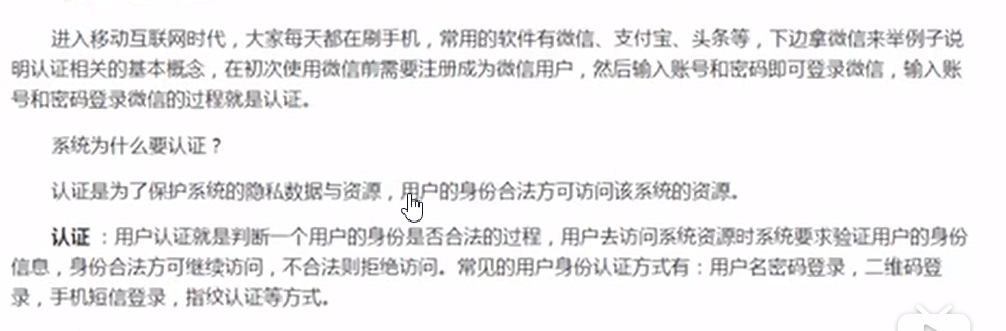 进入移动互联网时代，大家每天都在刷手机，常用的软件有微信、支付宝、头条等，下边拿微信来举例子说
明认证相关的基本概念，在初次使用微信前需要注册成为微信用户，然后输入账号和密码即可登录微信，输入账
号和密码登录微信的过程就是认证。
系统为什么要认证？
认证是为了保护系统的隐私数据与资源，用户的身份合法方可访问该系统的资源。
认证 ：用户认证就是判断一个用户的身份是否合法的过程，用户去访问系统资源时系统要求验证用户的身份
信息，身份合法方可继续访问，不合法则拒绝访问。常见的用户身份认证方式有：用户名密码登录，二维码登
录，手机短信登录，指纹认证等方式。